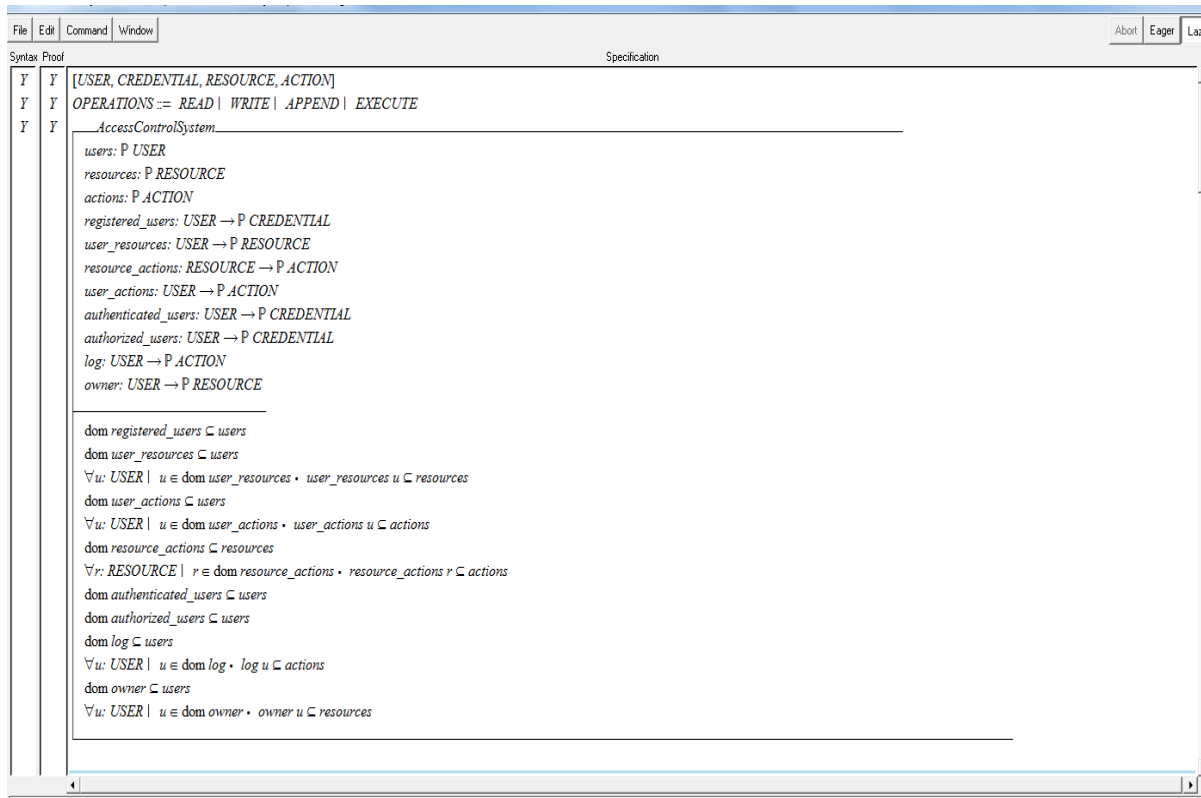 File Edit Command Window Abort Eager
Syntax Proof Specification
Y Y [USER, CREDENTIAL, RESOURCE, ACTION]
Y Y OPERATIONS ::= READ | WRITE | APPEND | EXECUTE
Y Y AccessControlSystem
users: ℙ USER
resources: ℙ RESOURCE
actions: ℙ ACTION
registered_users: USER → ℙ CREDENTIAL
user_resources: USER → ℙ RESOURCE
resource_actions: RESOURCE → ℙ ACTION
user_actions: USER → ℙ ACTION
authenticated_users: USER → ℙ CREDENTIAL
authorized_users: USER → ℙ CREDENTIAL
log: USER → ℙ ACTION
owner: USER → ℙ RESOURCE
dom registered_users ⊆ users
dom user_resources ⊆ users
∀u: USER | u ∈ dom user_resources • user_resources u ⊆ resources
dom user_actions ⊆ users
∀u: USER | u ∈ dom user_actions • user_actions u ⊆ actions
dom resource_actions ⊆ resources
∀r: RESOURCE | r ∈ dom resource_actions • resource_actions r ⊆ actions
dom authenticated_users ⊆ users
dom authorized_users ⊆ users
dom log ⊆ users
∀u: USER | u ∈ dom log • log u ⊆ actions
dom owner ⊆ users
∀u: USER | u ∈ dom owner • owner u ⊆ resources